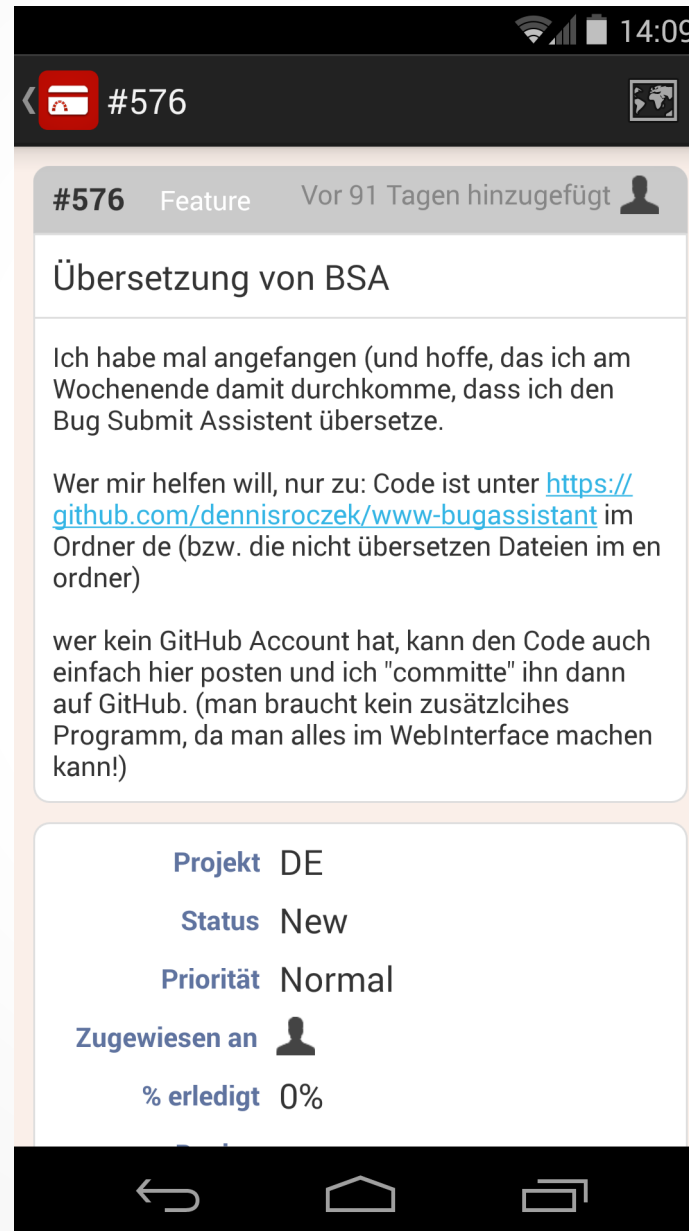 14:09
#576
#576 Feature Vor 91 Tagen hinzugefügt
Übersetzung von BSA
Ich habe mal angefangen (und hoffe, das ich am
Wochenende damit durchkomme, dass ich den
Bug Submit Assistent übersetze.
Wer mir helfen will, nur zu: Code ist unter https://
github.com/dennisroczek/www-bugassistant im
Ordner de (bzw. die nicht übersetzen Dateien im en
ordner)
wer kein GitHub Account hat, kann den Code auch
einfach hier posten und ich "committe" ihn dann
auf GitHub. (man braucht kein zusätzlcihes
Programm, da man alles im WebInterface machen
kann!)
Projekt DE
Status New
Priorität Normal
Zugewiesen an
% erledigt 0%